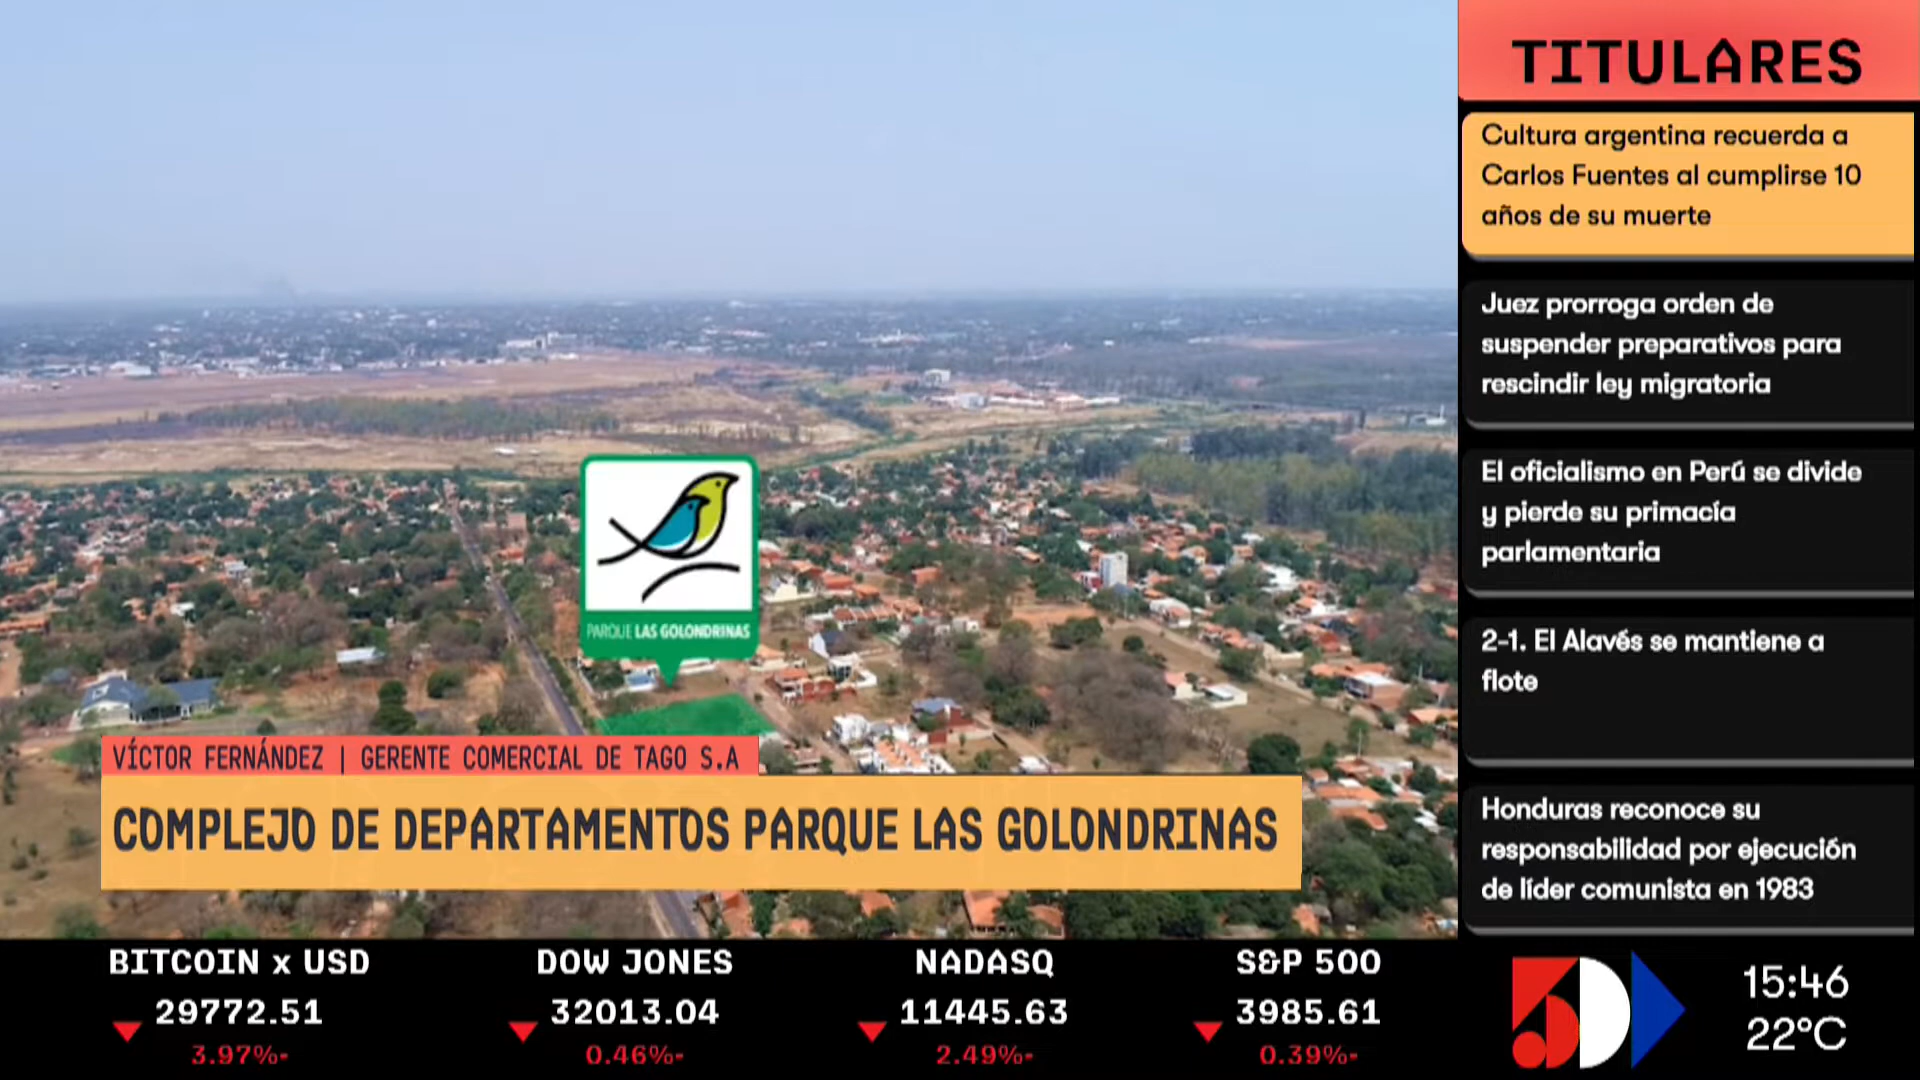 TITULARES
Cultura argentina recuerda a
Carlos Fuentes al cumplirse 10
años de su muerte
Juez prorroga orden de
suspender preparativos para
rescindir ley migratoria
El oficialismo en Perú se divide
y pierde su primacía
parlamentaria
2-1. El Alavés se mantiene a
flote
Honduras reconoce su
responsabilidad por ejecución
de líder comunista en 1983
PARQUE LAS GOLONDRINAS
VÍCTOR FERNÁNDEZ | GERENTE COMERCIAL DE TAGO S.A
COMPLEJO DE DEPARTAMENTOS PARQUE LAS GOLONDRINAS
BITCOIN x USD
29772.51
3.97%-
DOW JONES
32013.04
0.46%-
NADASQ
11445.63
2.49%-
S&P 500
3985.61
0.39%-
5D
15:46
22°C